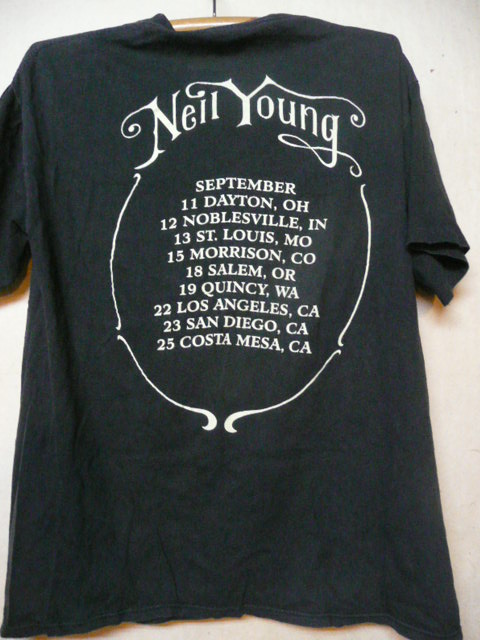 Neil Young
SEPTEMBER
11 DAYTON, OH
12 NOBLESVILLE, IN
13 ST. LOUIS, MO
15 MORRISON, CO
18 SALEM, OR
19 QUINCY, WA
22 LOS ANGELES, CA
23 SAN DIEGO, CA
25 COSTA MESA, CA